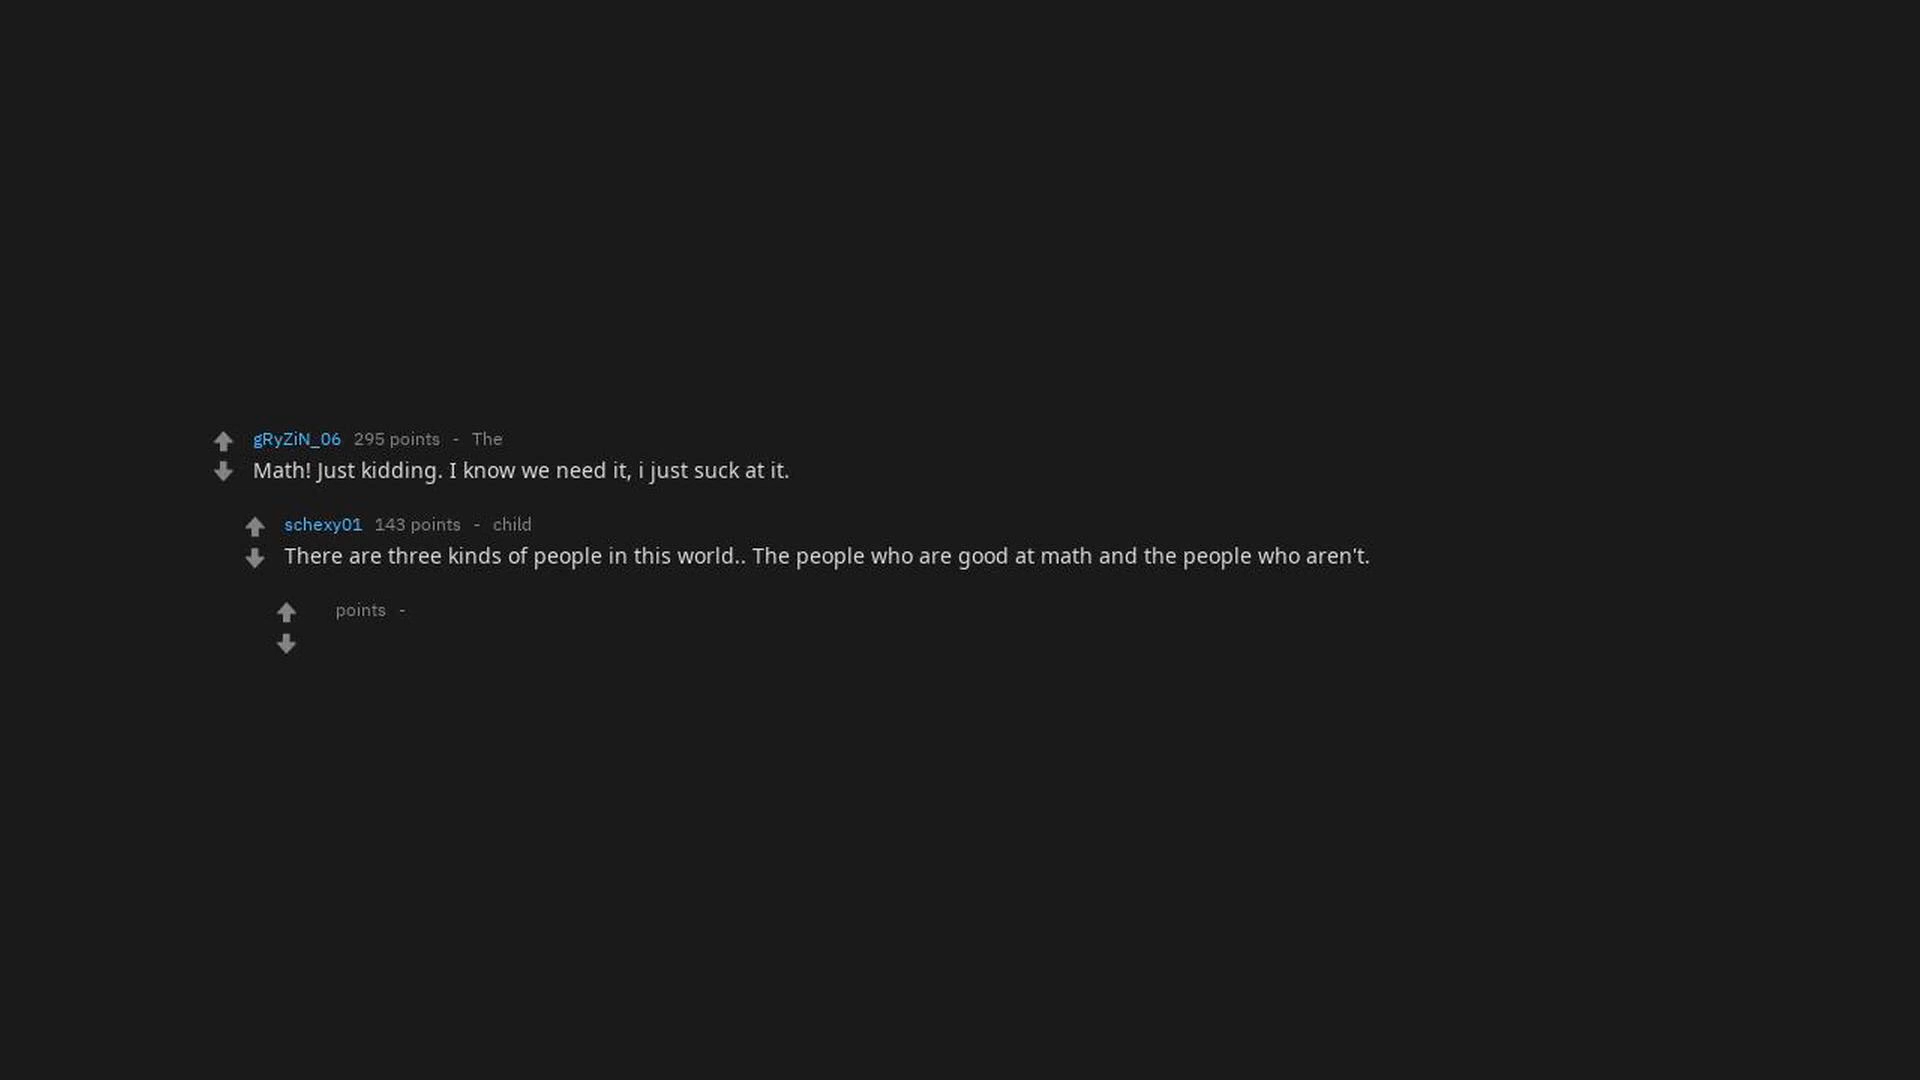 gRyZiN_06 295 points - The
Math! Just kidding. I know we need it, i just suck at it.
schexy01 143 points - child
There are three kinds of people in this world.. The people who are good at math and the people who aren't.
points -